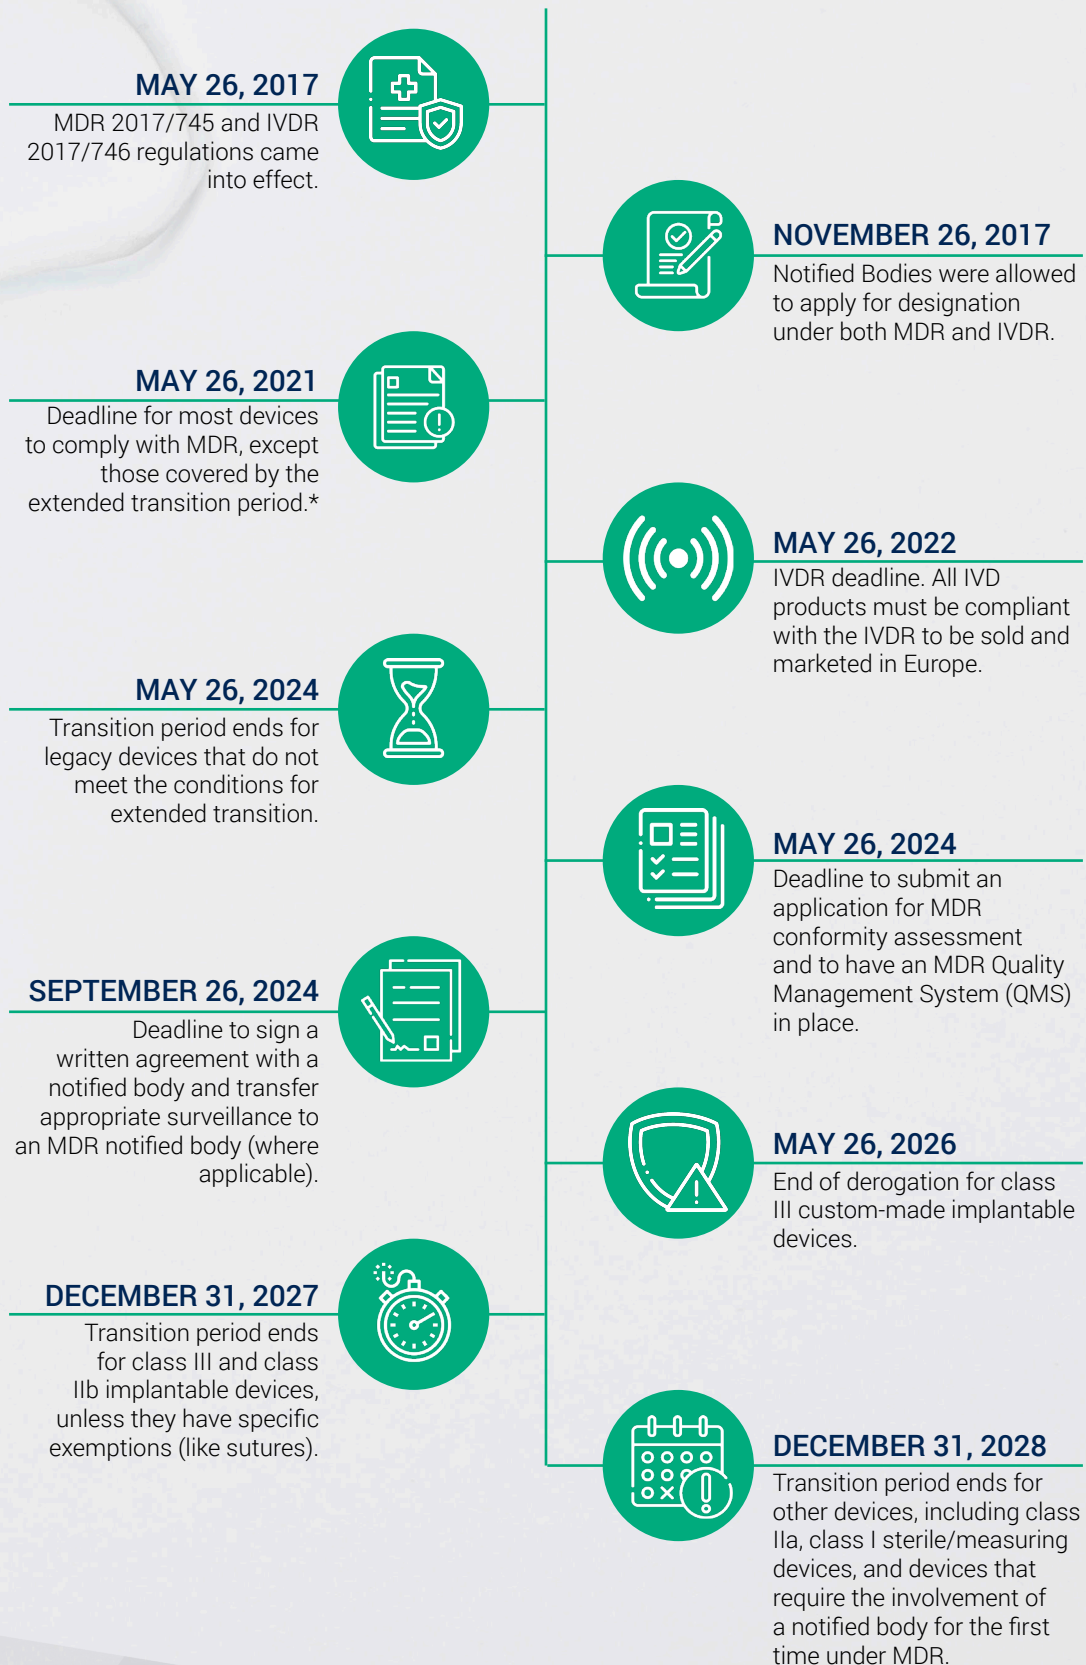 MAY 26, 2017
MDR 2017/745 and IVDR
2017/746 regulations came
into effect.
NOVEMBER 26, 2017
Notified Bodies were allowed
to apply for designation
under both MDR and IVDR.
MAY 26, 2021
Deadline for most devices
to comply with MDR, except
those covered by the
extended transition period.*
MAY 26, 2022
IVDR deadline. All IVD
products must be compliant
with the IVDR to be sold and
marketed in Europe.
MAY 26, 2024
Transition period ends for
legacy devices that do not
meet the conditions for
extended transition.
MAY 26, 2024
Deadline to submit an
application for MDR
conformity assessment
and to have an MDR Quality
Management System (QMS)
in place.
SEPTEMBER 26, 2024
Deadline to sign a
written agreement with a
notified body and transfer
appropriate surveillance to
an MDR notified body (where
applicable).
MAY 26, 2026
End of derogation for class
III custom-made implantable
devices.
DECEMBER 31, 2027
Transition period ends
for class III and class
IIb implantable devices,
unless they have specific
exemptions (like sutures).
DECEMBER 31, 2028
Transition period ends for
other devices, including class
IIa, class I sterile/measuring
devices, and devices that
require the involvement of
a notified body for the first
time under MDR.